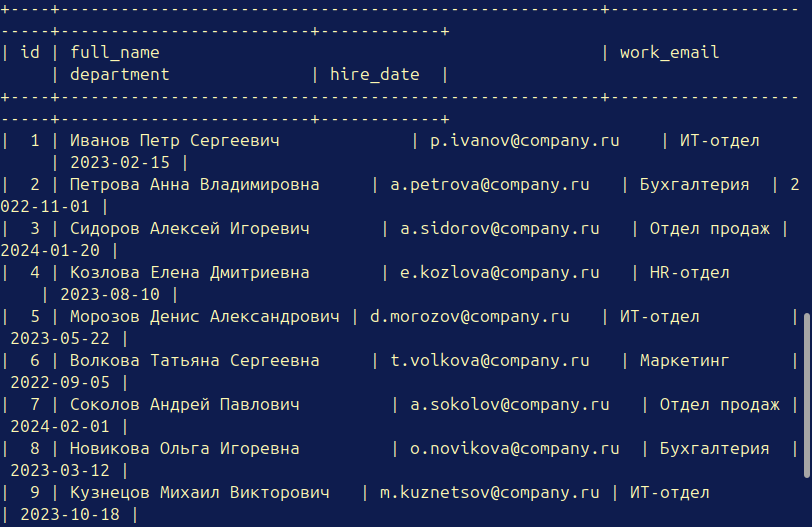 +----+------------------------------------------------------+-------------------
-----+-------------------------+------------+
| id | full_name                                            | work_email
     | department              | hire_date  |
+----+------------------------------------------------------+-------------------
-----+-------------------------+------------+
|  1 | Иванов Петр Сергеевич             | p.ivanov@company.ru    | ИТ-отдел
     | 2023-02-15 |
|  2 | Петрова Анна Владимировна     | a.petrova@company.ru   | Бухгалтерия  | 2
022-11-01 |
|  3 | Сидоров Алексей Игоревич       | a.sidorov@company.ru   | Отдел продаж |
2024-01-20 |
|  4 | Козлова Елена Дмитриевна       | e.kozlova@company.ru   | HR-отдел
    | 2023-08-10 |
|  5 | Морозов Денис Александрович | d.morozov@company.ru   | ИТ-отдел         |
 2023-05-22 |
|  6 | Волкова Татьяна Сергеевна     | t.volkova@company.ru   | Маркетинг      |
 2022-09-05 |
|  7 | Соколов Андрей Павлович         | a.sokolov@company.ru   | Отдел продаж |
 2024-02-01 |
|  8 | Новикова Ольга Игоревна         | o.novikova@company.ru  | Бухгалтерия  |
 2023-03-12 |
|  9 | Кузнецов Михаил Викторович   | m.kuznetsov@company.ru | ИТ-отдел
| 2023-10-18 |